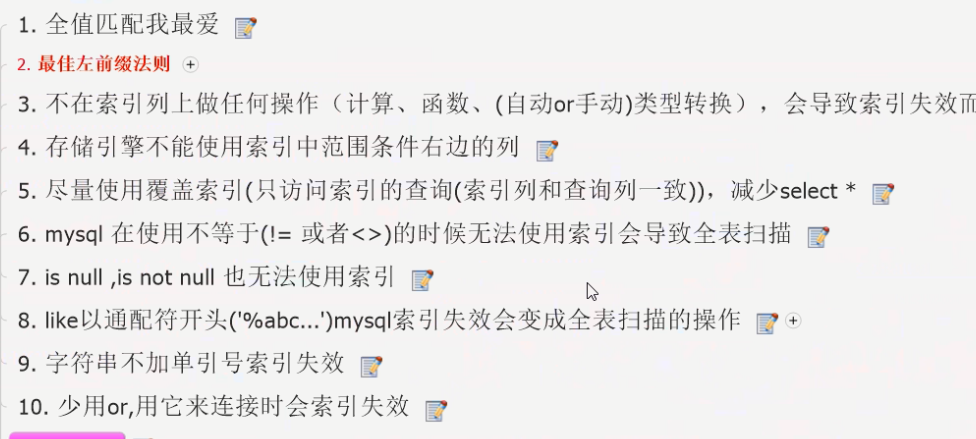 1. 全值匹配我最爱
2. 最佳左前缀法则
3. 不在索引列上做任何操作（计算、函数、(自动or手动)类型转换），会导致索引失效而
4. 存储引擎不能使用索引中范围条件右边的列
5. 尽量使用覆盖索引(只访问索引的查询(索引列和查询列一致))，减少select *
6. mysql 在使用不等于(!= 或者<>)的时候无法使用索引会导致全表扫描
7. is null ,is not null 也无法使用索引
8. like以通配符开头('%abc...')mysql索引失效会变成全表扫描的操作
9. 字符串不加单引号索引失效
10. 少用or,用它来连接时会索引失效